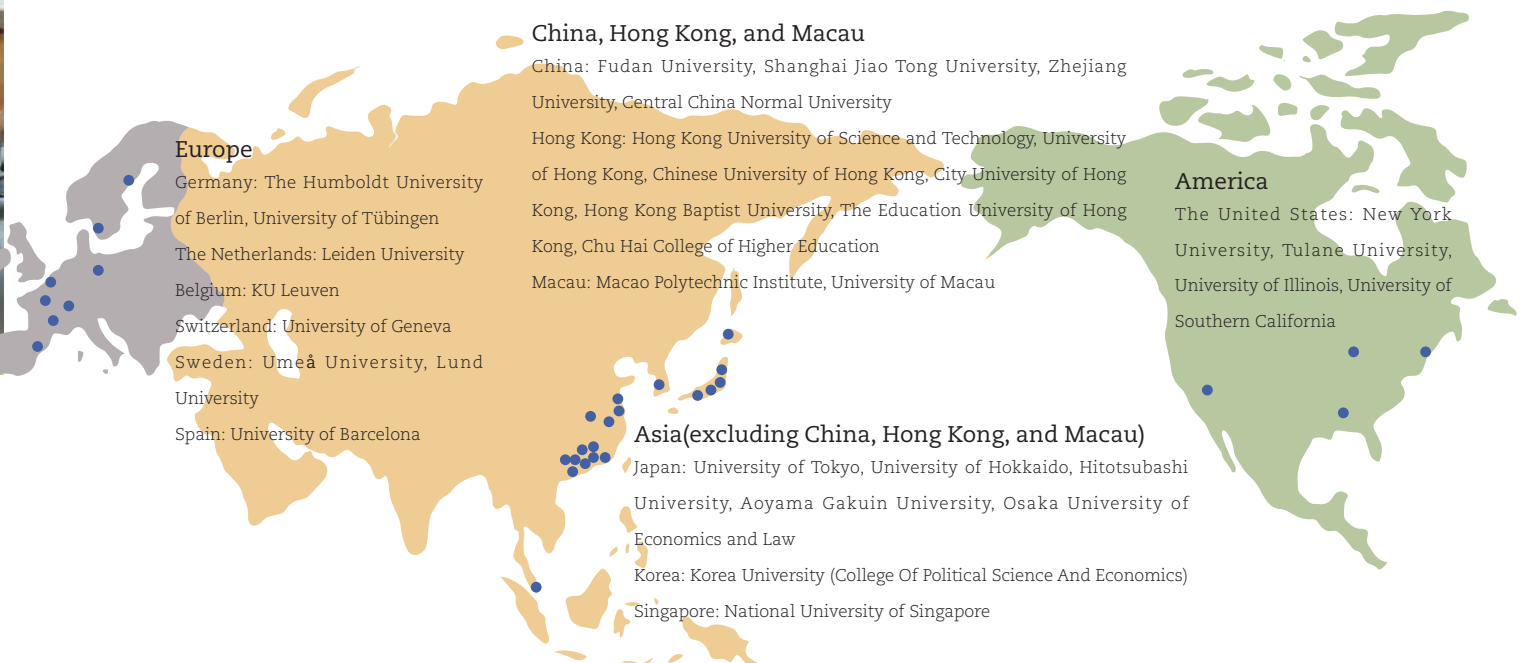 China, Hong Kong, and Macau
China: Fudan University, Shanghai Jiao Tong University, Zhejiang
University, Central China Normal University
Hong Kong: Hong Kong University of Science and Technology, University
of Hong Kong, Chinese University of Hong Kong, City University of Hong
Kong, Hong Kong Baptist University, The Education University of Hong
Kong, Chu Hai College of Higher Education
Macau: Macao Polytechnic Institute, University of Macau
Europe
Germany: The Humboldt University
of Berlin, University of Tübingen
The Netherlands: Leiden University
Belgium: KU Leuven
Switzerland: University of Geneva
Sweden: Umeå University, Lund
University
Spain: University of Barcelona
America
The United States: New York
University, Tulane University,
University of Illinois, University of
Southern California
Asia(excluding China, Hong Kong, and Macau)
Japan: University of Tokyo, University of Hokkaido, Hitotsubashi
University, Aoyama Gakuin University, Osaka University of
Economics and Law
Korea: Korea University (College Of Political Science And Economics)
Singapore: National University of Singapore